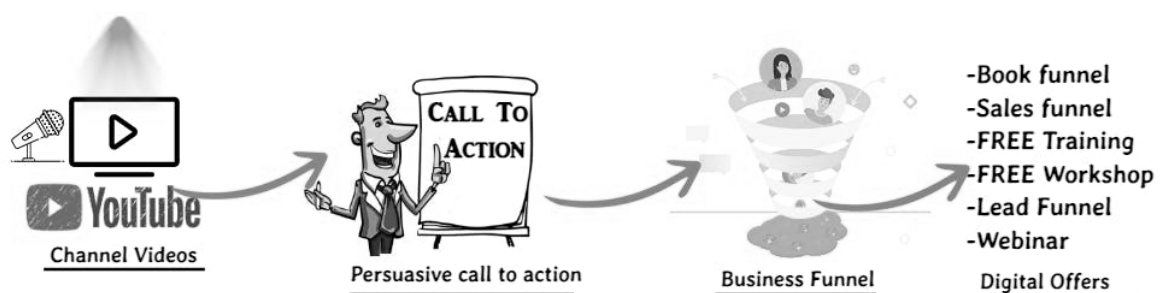 YouTube
Channel Videos
CALL TO
ACTION
Persuasive call to action
Business Funnel
-Book funnel
-Sales funnel
-FREE Training
-FREE Workshop
-Lead Funnel
-Webinar
Digital Offers